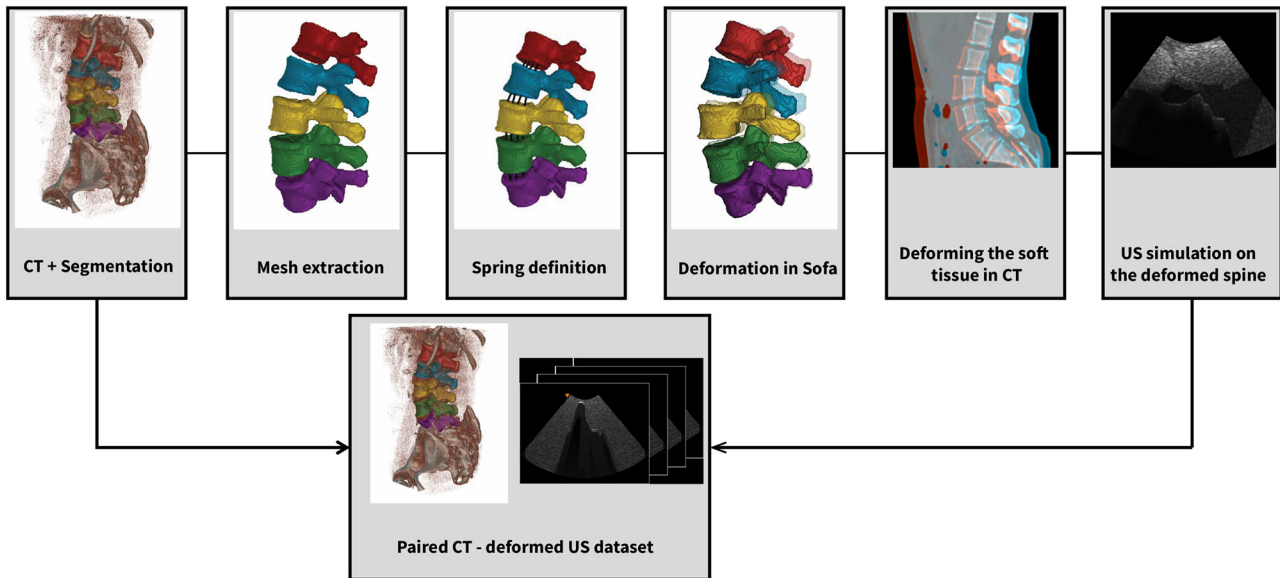 CT + Segmentation
Mesh extraction
Spring definition
Deformation in Sofa
Deforming the soft
tissue in CT
US simulation on
the deformed spine
Paired CT - deformed US dataset